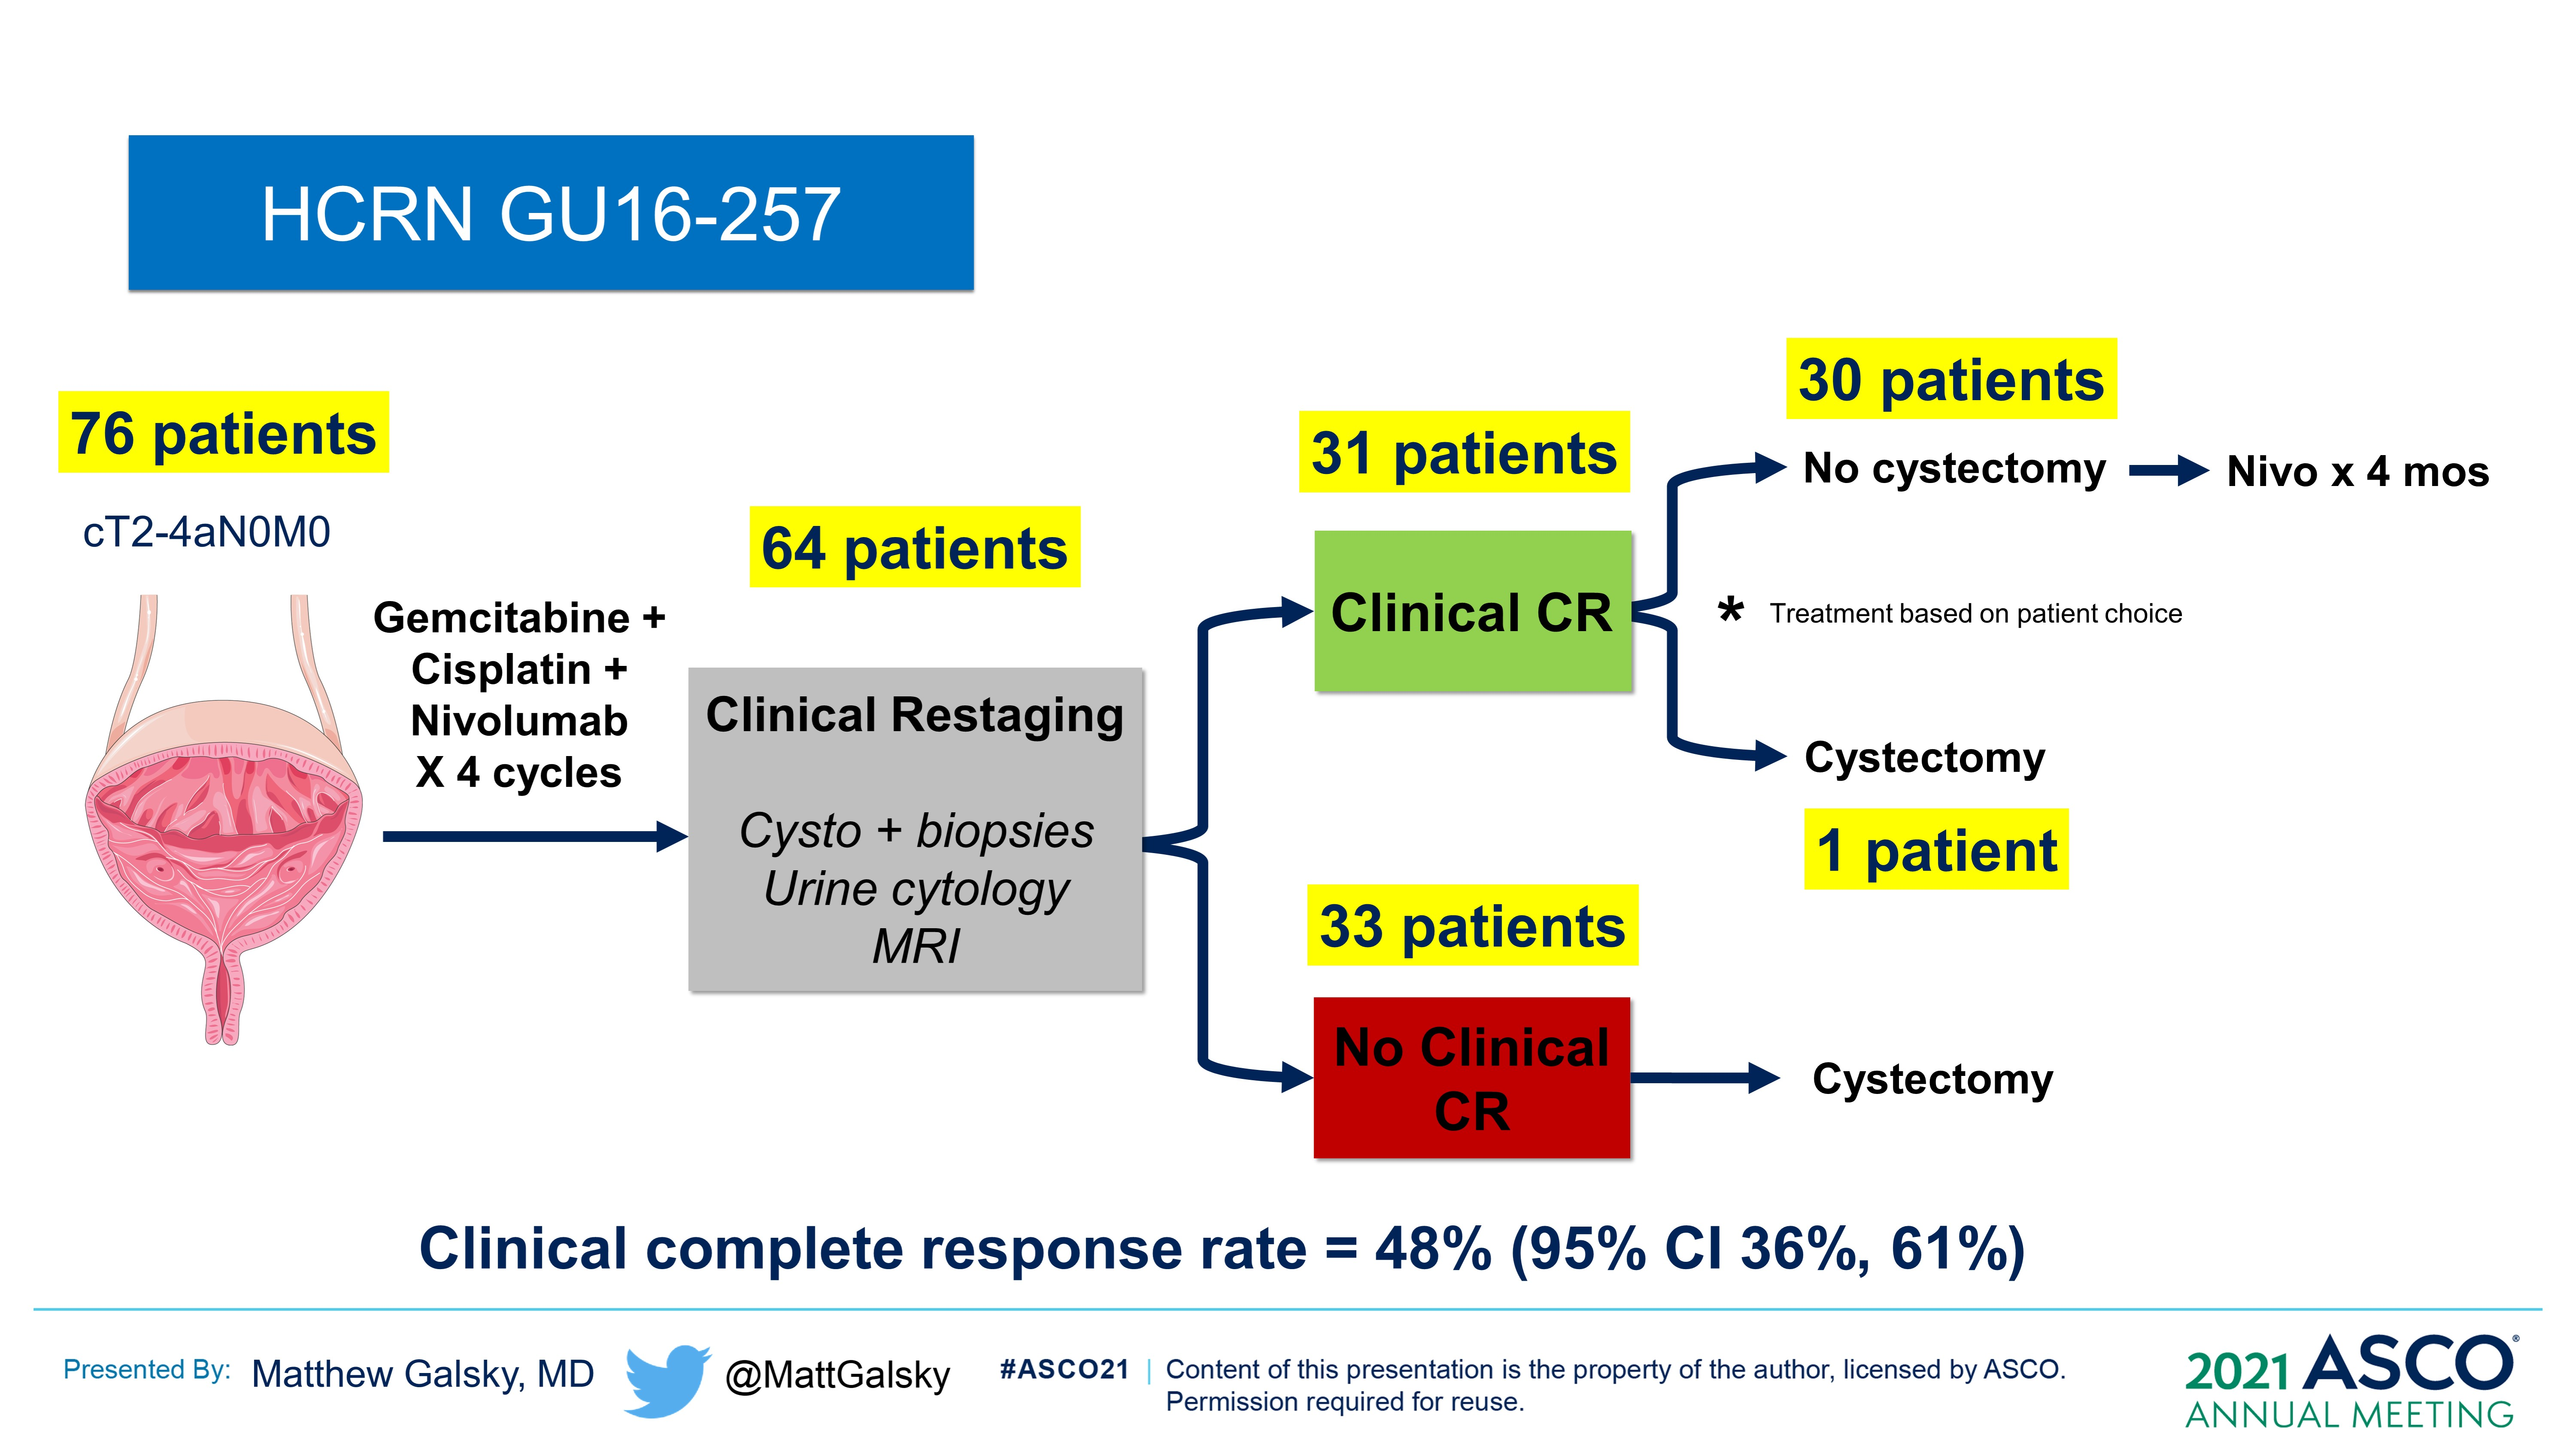 HCRN GU16-257
76 patients
cT2-4aN0M0
Gemcitabine +
Cisplatin +
Nivolumab
X 4 cycles
64 patients
Clinical Restaging
Cysto + biopsies
Urine cytology
MRI
31 patients
Clinical CR
30 patients
No cystectomy
Nivo x 4 mos
* Treatment based on patient choice
Cystectomy
1 patient
33 patients
No Clinical
CR
Cystectomy
Clinical complete response rate = 48% (95% CI 36%, 61%)
Presented By: Matthew Galsky, MD
@MattGalsky
#ASCO21 | Content of this presentation is the property of the author, licensed by ASCO.
Permission required for reuse.
2021 ASCO®
ANNUAL MEETING